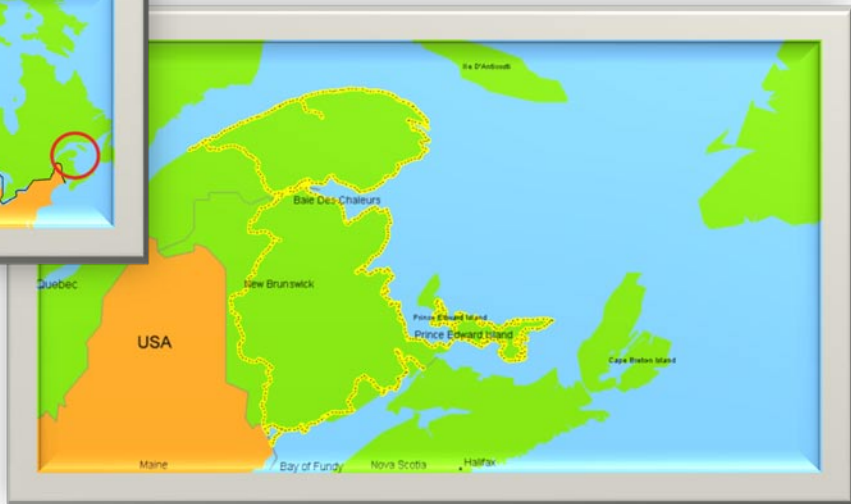 Ile D'Anticosti
Baie Des Chaleurs
Quebec
New Brunswick
Prince Edward Island
Prince Edward Island
USA
Cape Breton Island
Maine
Bay of Fundy
Nova Scotia
Halifax